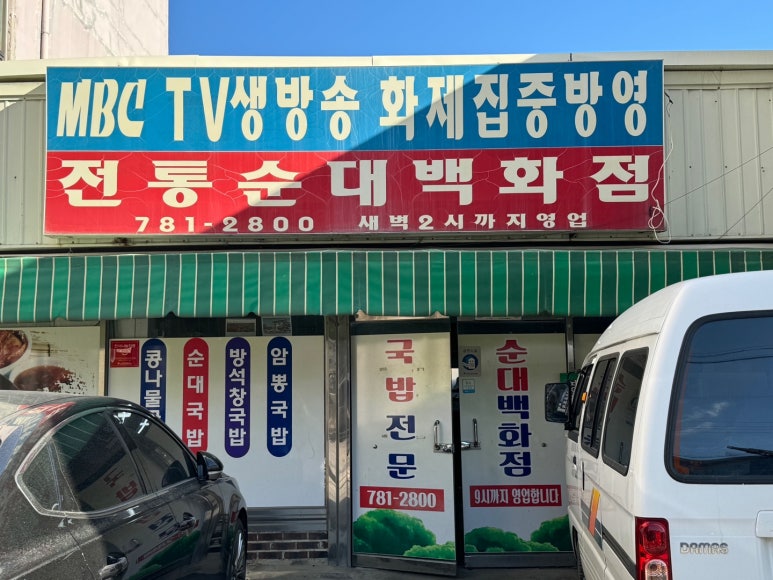 MBC TV생방송 화제집중방영
전통순대백화점
781-2800 새벽2시까지영업
콩나물
순대국밥
방석창국밥
암뽕국밥
국밥전문
781-2800
순대백화점
9시까지 영업합니다
DAMAS